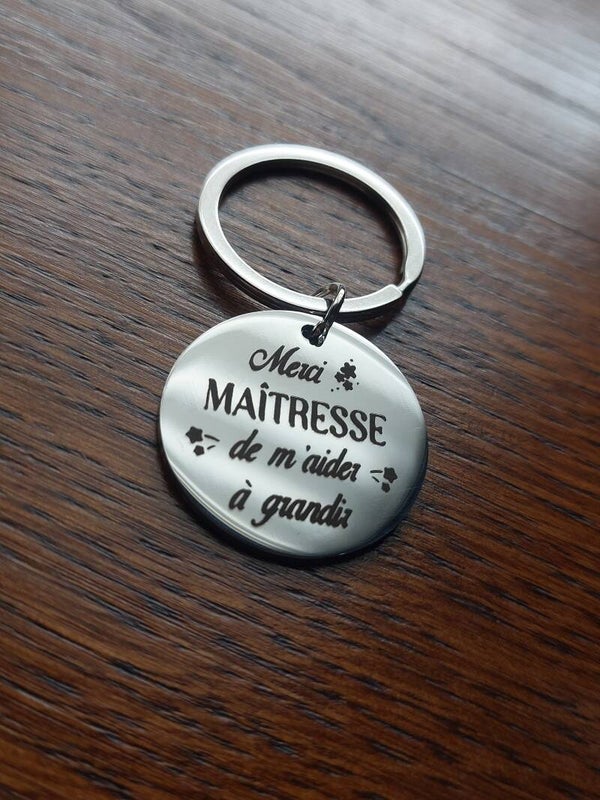 Merci
MAÎTRESSE
de m'aider
à grandir